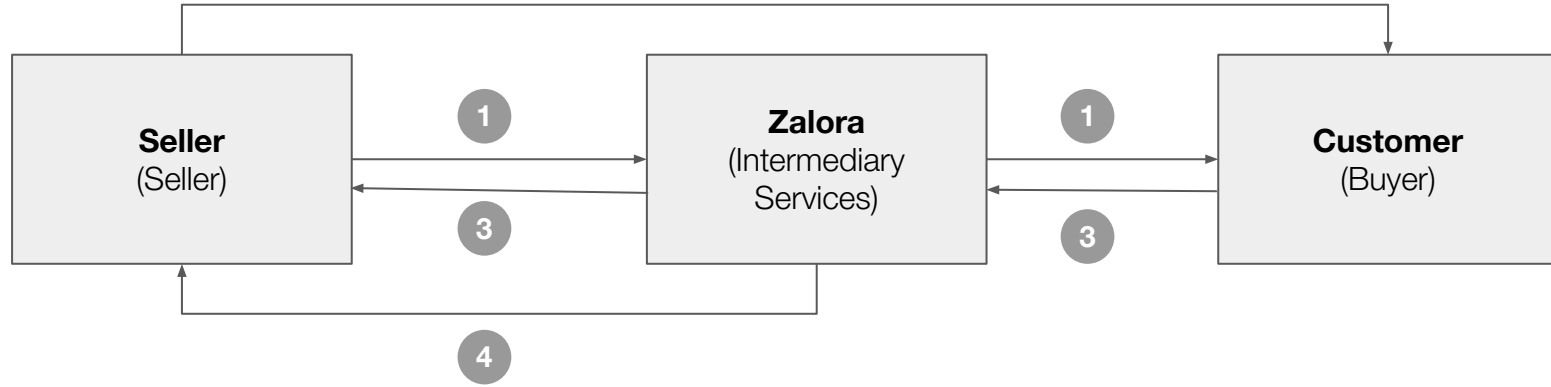 1
1
Seller
(Seller)
Zalora
(Intermediary
Services)
Customer
(Buyer)
3
3
4